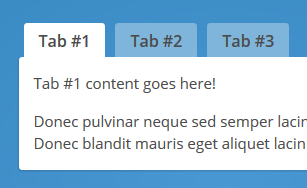 Tab #1 Tab #2 Tab #3
Tab #1 content goes here!
Donec pulvinar neque sed semper lacin
Donec blandit mauris eget aliquet lacin